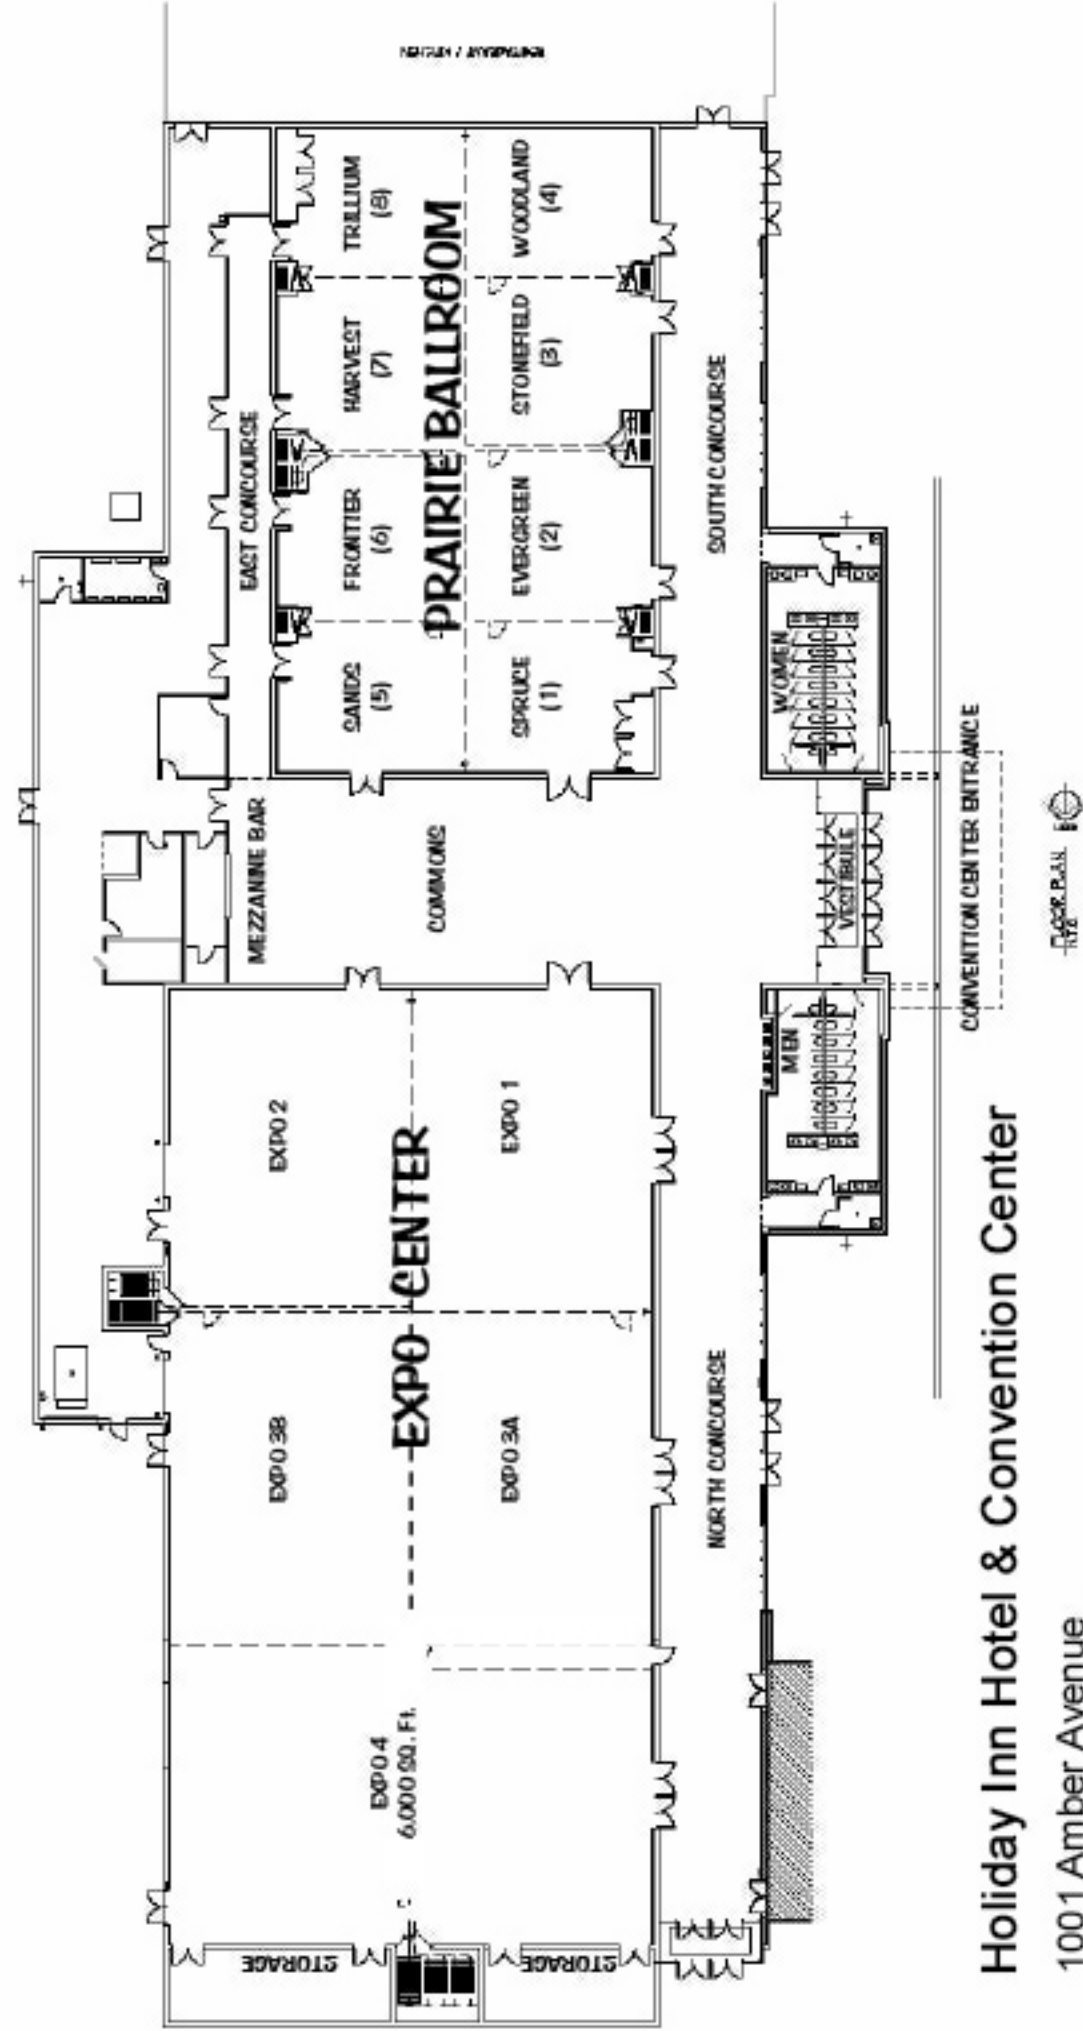 TRILLIUM
(8)
WOODLAND
(4)
HARVEST
(7)
STONEFIELD
(3)
PRAIRIE BALLROOM
FRONTIER
(6)
EVERGREEN
(2)
SANDS
(5)
SPRUCE
(1)
EAST CONCOURSE
SOUTH CONCOURSE
WOMEN
MEZZANINE BAR
COMMONS
VESTIBULE
CONVENTION CENTER ENTRANCE
MEN
EXPO 2
EXPO 1
EXPO CENTER
EXPO 3B
EXPO 3A
NORTH CONCOURSE
EXPO 4
6,000 SQ. Ft.
STORAGE
STORAGE
FLOOR PLAN
Holiday Inn Hotel & Convention Center
1001 Amber Avenue